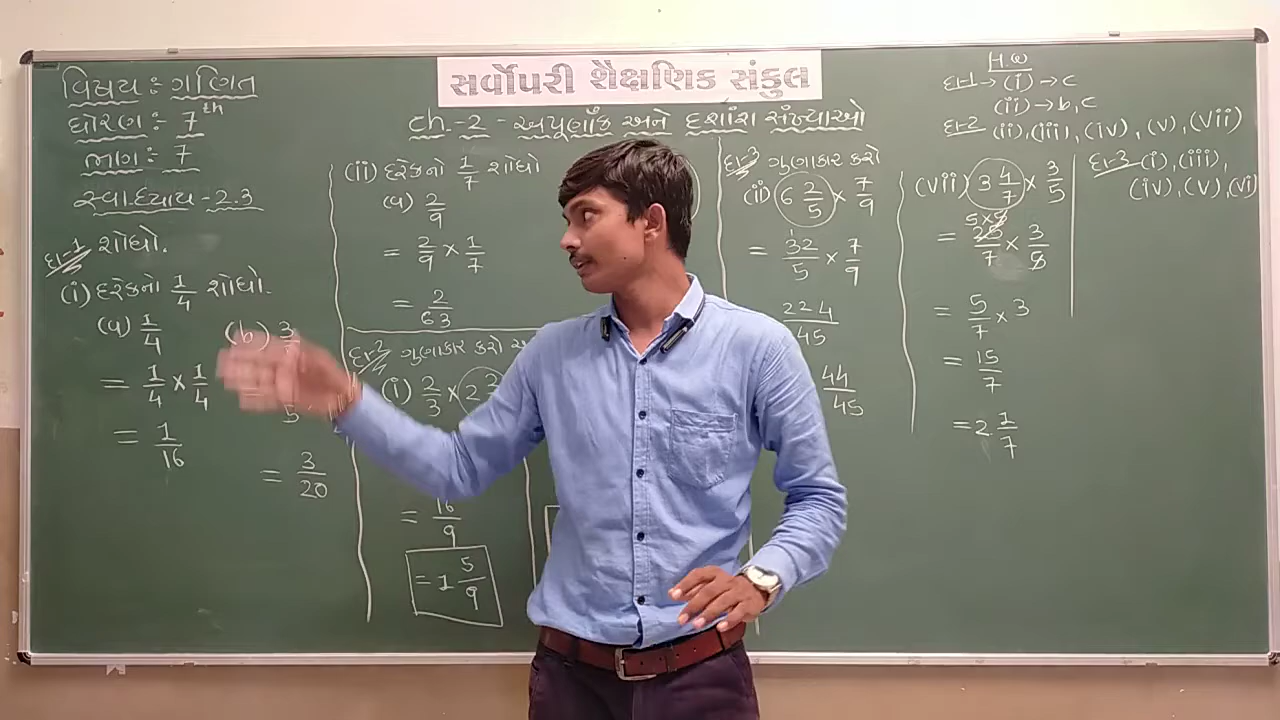 સર્વોપરી શૈક્ષણિક સંકુલ
વિષય :- ગણિત
ધોરણ :- 7th
ભાગ :- 7
સ્વાધ્યાય - 2.3
ch.-2 - અપૂર્ણાંક અને દશાંશ સંખ્યાઓ
દા-1 શોધો.
(i) દરેકનો 1/4 શોધો.
(a) 1/4
= 1/4 × 1/4
= 1/16
(b) 3/
5
= 3/20
(ii) દરેકનો 1/7 શોધો
(a) 2/9
= 2/9 × 1/7
= 2/63
દા-2 ગુણાકાર કરો
(i) 2/3 × 2
= 16/9
= 1 5/9
દા-3 ગુણાકાર કરો
(ii) 6 2/5 × 7/9
= 32/5 × 7/9
224/45
44/45
(vii) 3 4/7 × 3/5
= 25/7 × 3/5
5×5
= 5/7 × 3
= 15/7
= 2 1/7
HW
દા-1 → (i) → c
(ii) → b, c
દા-2 (ii), (iii), (iv), (v), (vii)
દા-3 → (i), (iii),
(iv), (v), (vi)